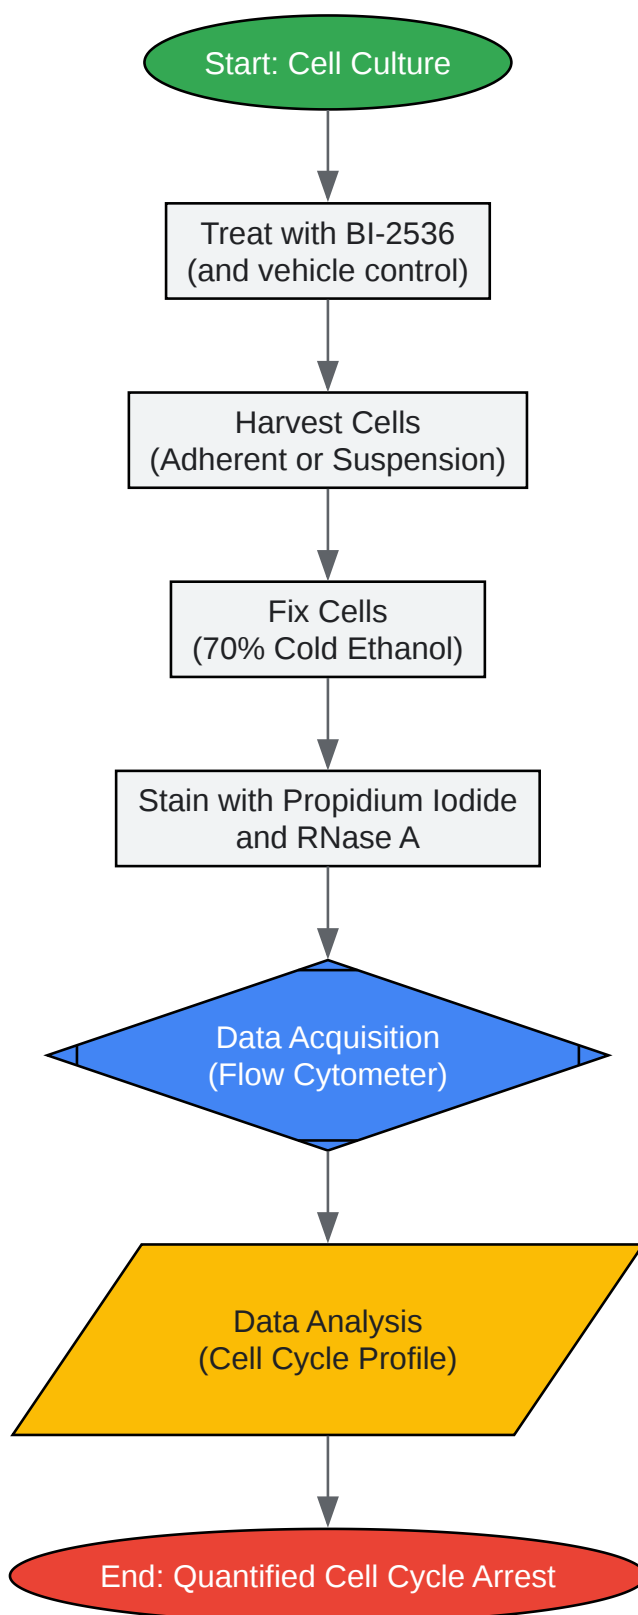 Start: Cell Culture
Treat with BI-2536
(and vehicle control)
Harvest Cells
(Adherent or Suspension)
Fix Cells
(70% Cold Ethanol)
Stain with Propidium Iodide
and RNase A
Data Acquisition
(Flow Cytometer)
Data Analysis
(Cell Cycle Profile)
End: Quantified Cell Cycle Arrest